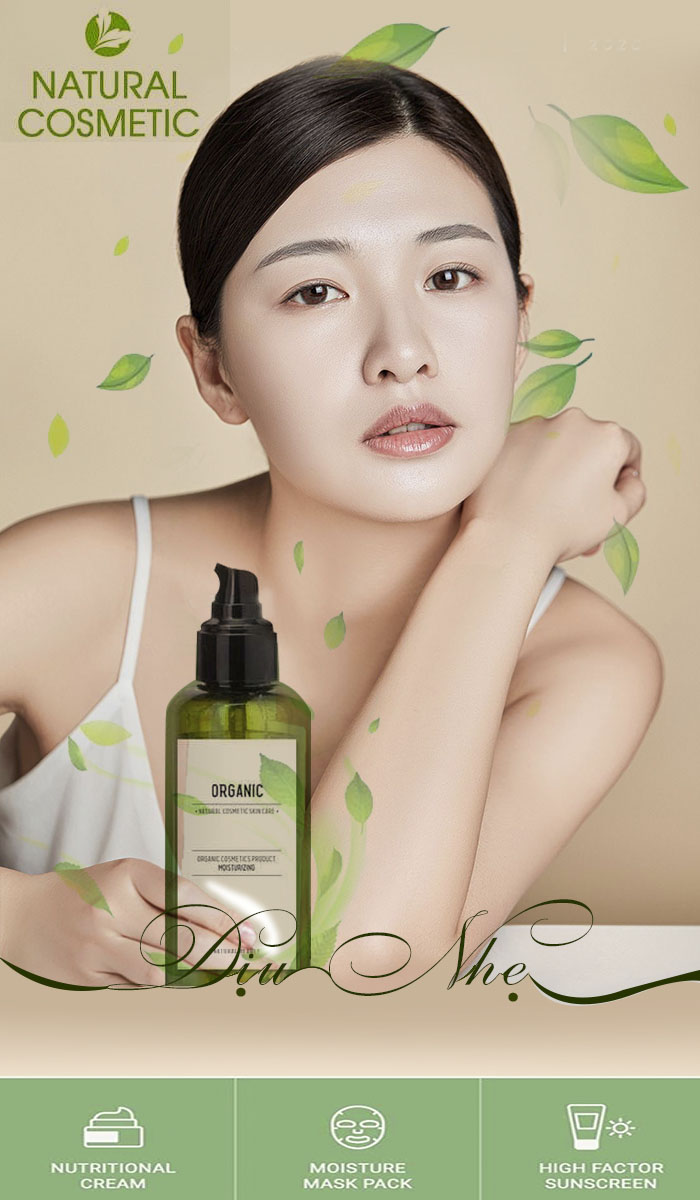 2020
NATURAL
COSMETIC
ORGANIC
• NATURAL COSMETIC SKIN CARE •
ORGANIC COSMETICS PRODUCT
MOISTURIZING
Dịu Nhẹ
NUTRITIONAL
CREAM
MOISTURE
MASK PACK
HIGH FACTOR
SUNSCREEN